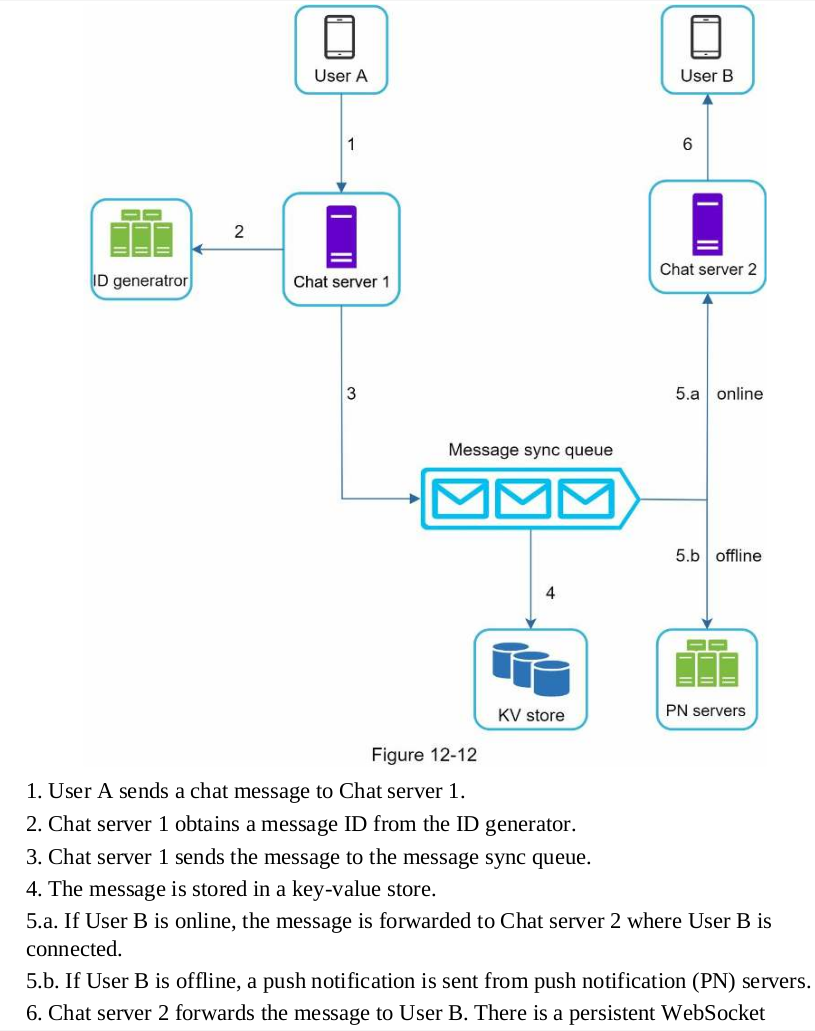 User A
User B
1
6
2
ID generatror
Chat server 1
Chat server 2
3
5.a online
Message sync queue
5.b offline
4
KV store
PN servers
Figure 12-12
1. User A sends a chat message to Chat server 1.
2. Chat server 1 obtains a message ID from the ID generator.
3. Chat server 1 sends the message to the message sync queue.
4. The message is stored in a key-value store.
5.a. If User B is online, the message is forwarded to Chat server 2 where User B is
connected.
5.b. If User B is offline, a push notification is sent from push notification (PN) servers.
6. Chat server 2 forwards the message to User B. There is a persistent WebSocket